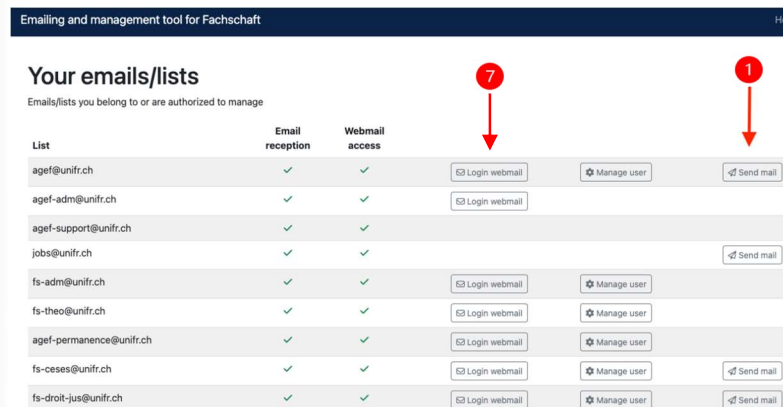 Emailing and management tool for Fachschaft
Your emails/lists
7
1
Emails/lists you belong to or are authorized to manage
List Email reception Webmail access
agef@unifr.ch Login webmail Manage user Send mail
agef-adm@unifr.ch Login webmail
agef-support@unifr.ch
jobs@unifr.ch Send mail
fs-adm@unifr.ch Login webmail Manage user
fs-theo@unifr.ch Login webmail Manage user
agef-permanence@unifr.ch Login webmail Manage user
fs-ceses@unifr.ch Login webmail Manage user Send mail
fs-droit-jus@unifr.ch Login webmail Manage user Send mail